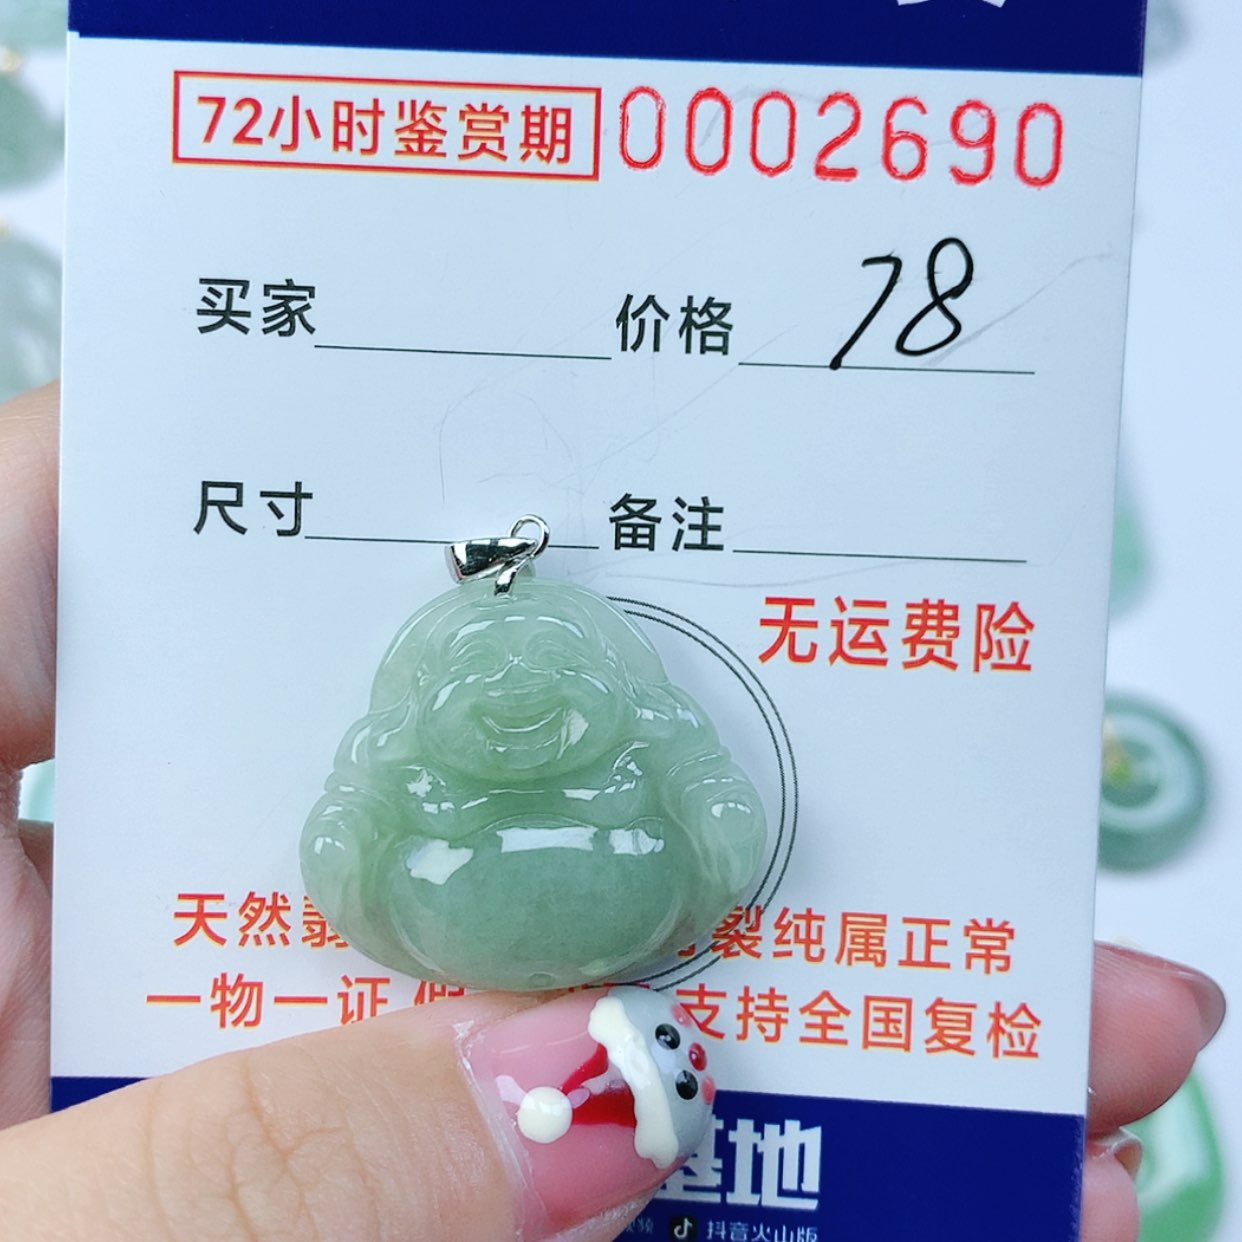 72小时鉴赏期 0002690
买家 价格 78
尺寸 备注
无运费险
天然 裂纯属正常
一物一证 支持全国复检
基地
抖音火山版